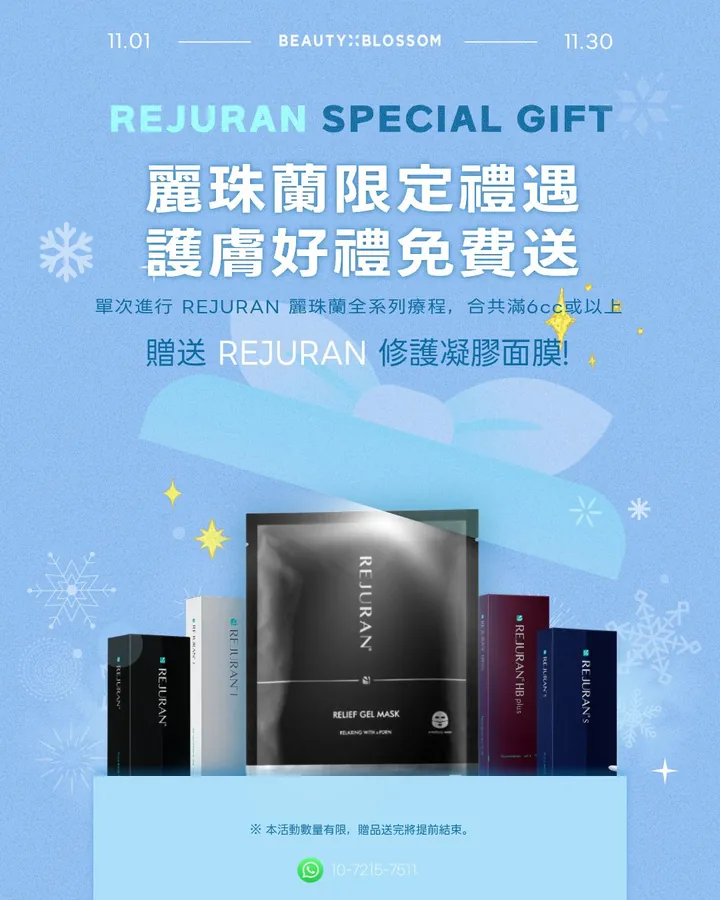 11.01 BEAUTY BLOSSOM 11.30
REJURAN SPECIAL GIFT
麗珠蘭限定禮遇
護膚好禮免費送
單次進行 REJURAN 麗珠蘭全系列療程，合共滿6cc或以上
贈送 REJURAN 修護凝膠面膜!
REJURAN
RELIEF GEL MASK
RELAXING WITH c-PDRN
REJURAN
REJURAN
REJURAN i
REJURAN HB plus
REJURAN S
※ 本活動數量有限，贈品送完將提前結束。
10-7215-7511